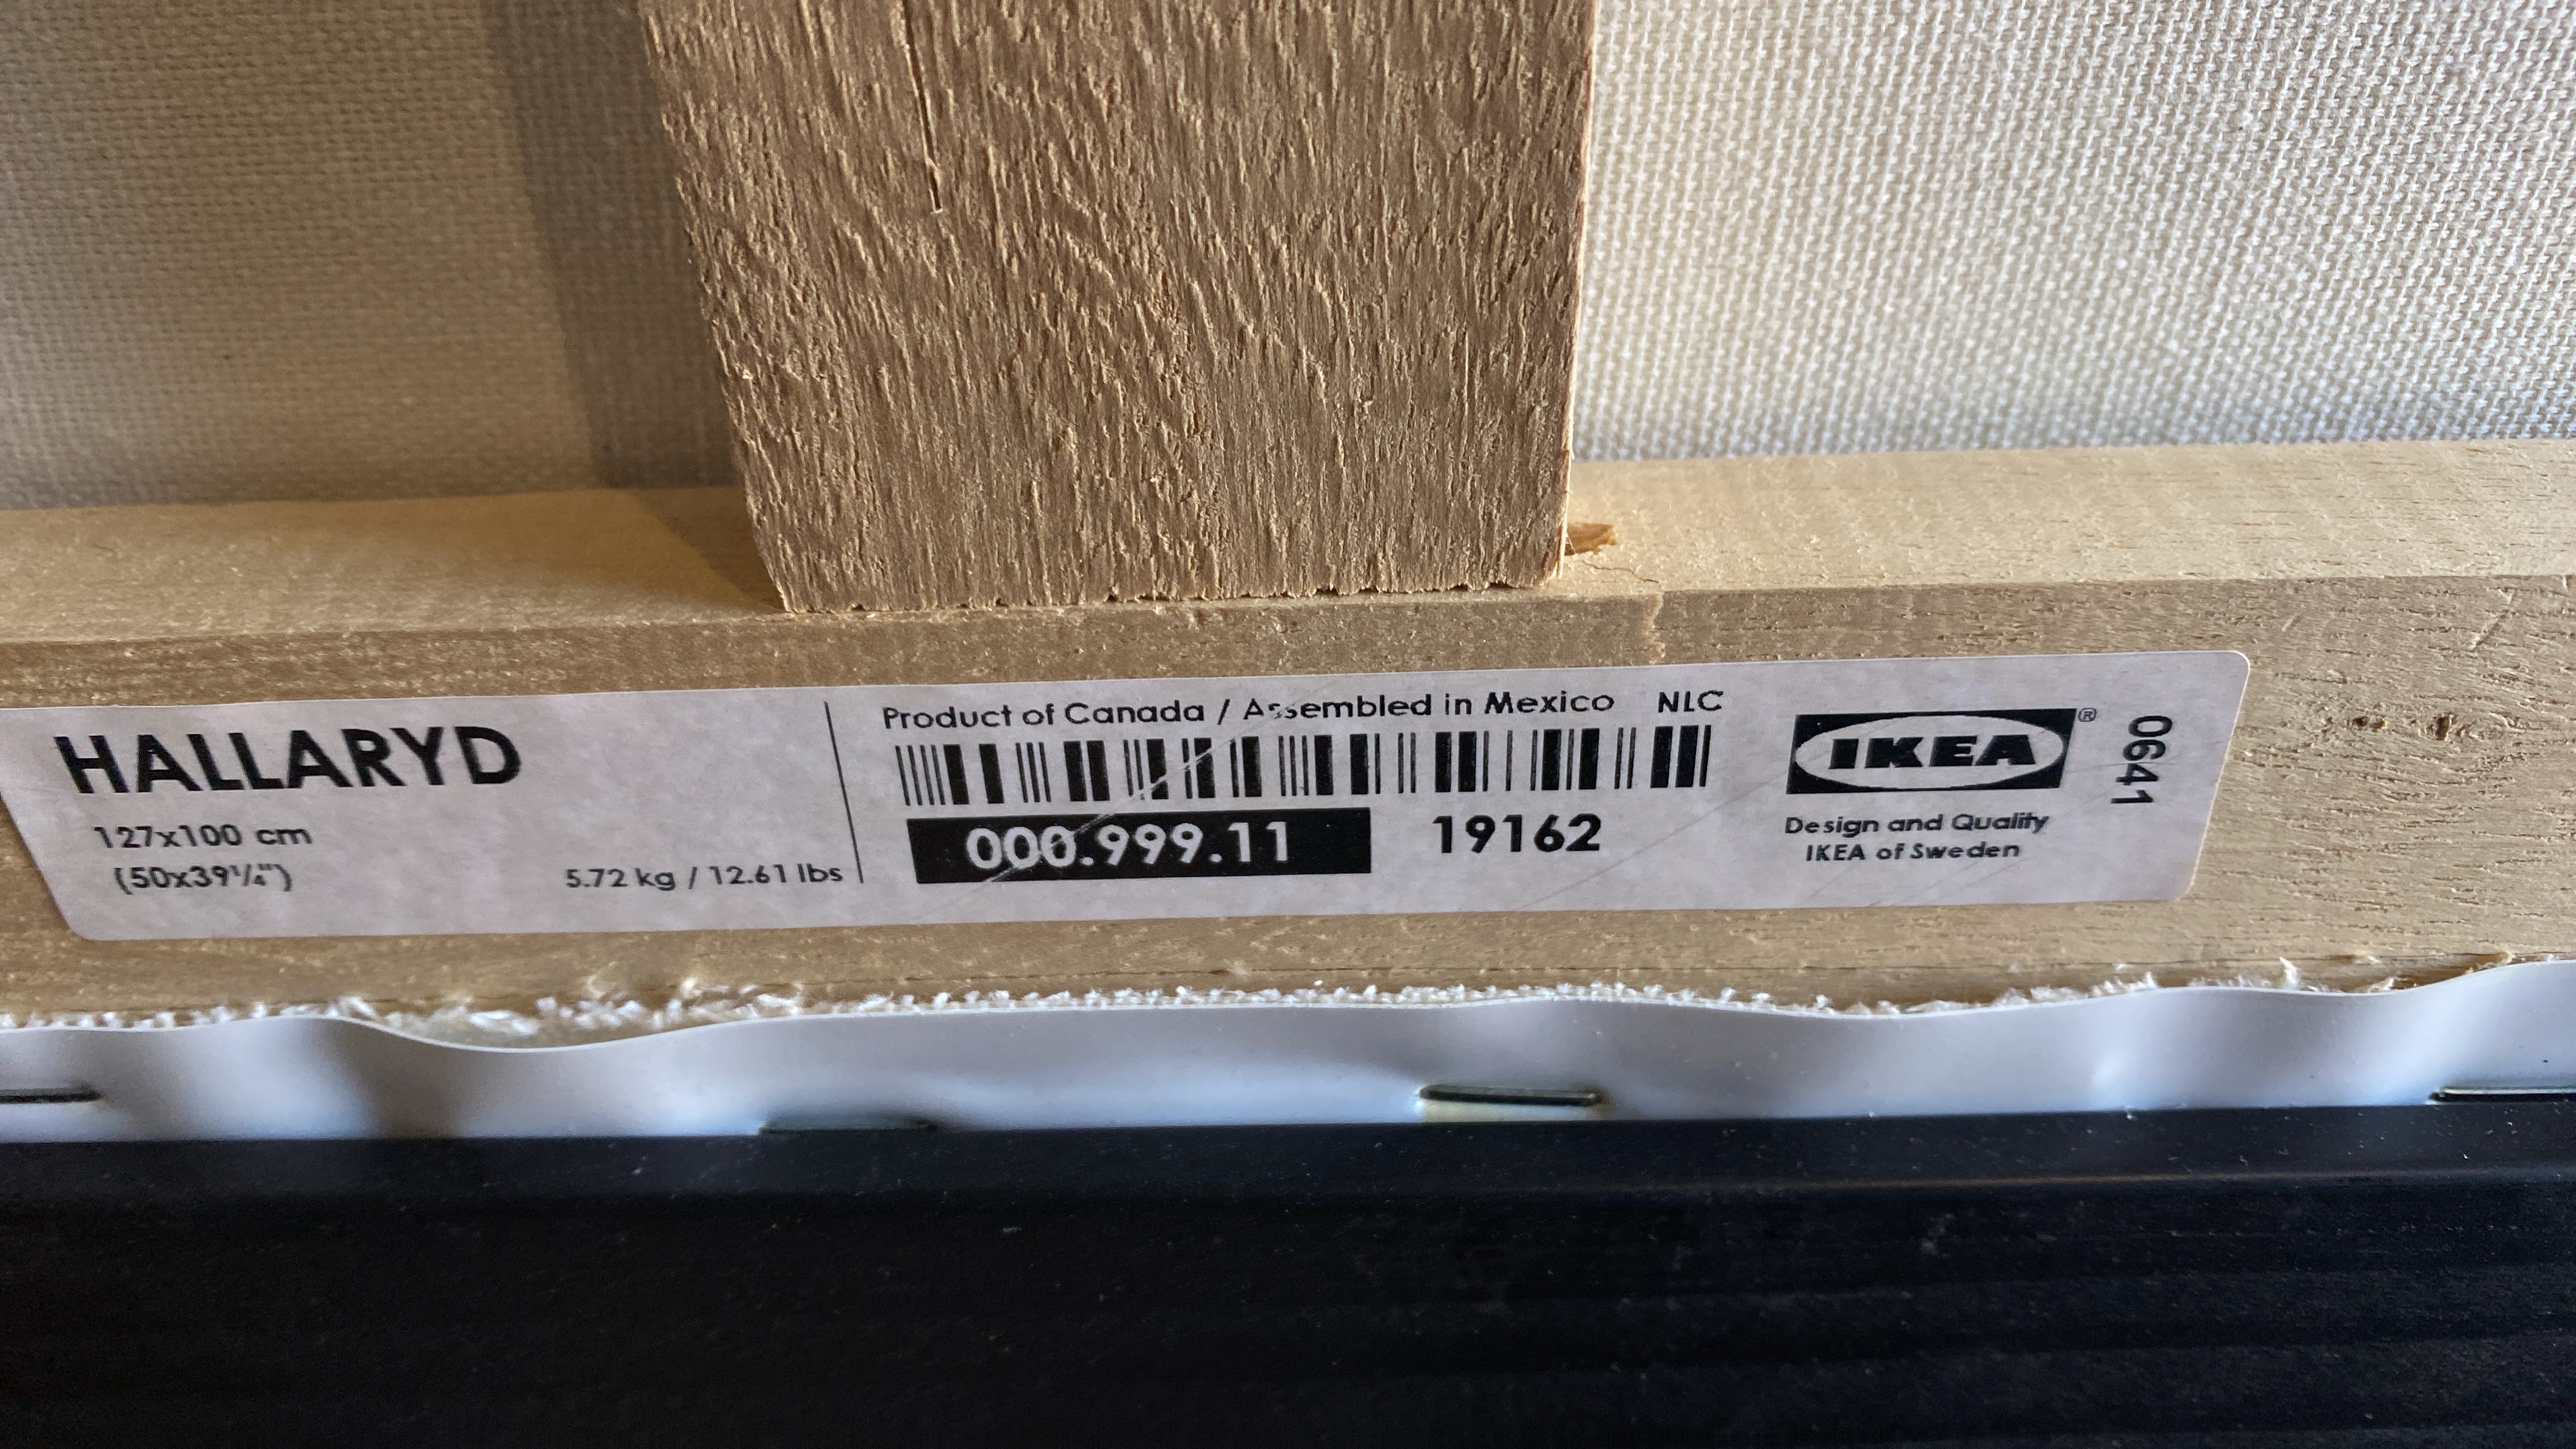 HALLARYD
127x100 cm
(50x39¼")
5.72 kg / 12.61 lbs
Product of Canada / Assembled in Mexico NLC
000.999.11
19162
IKEA®
Design and Quality
IKEA of Sweden
0641